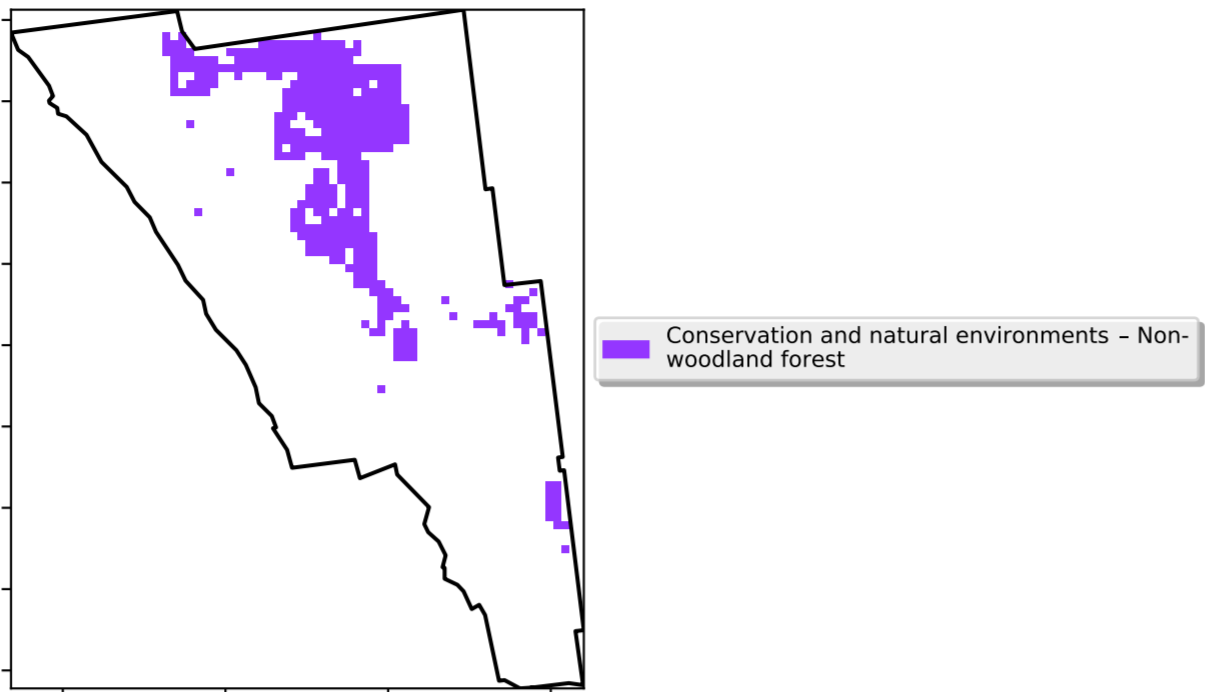 Conservation and natural environments – Non-
woodland forest